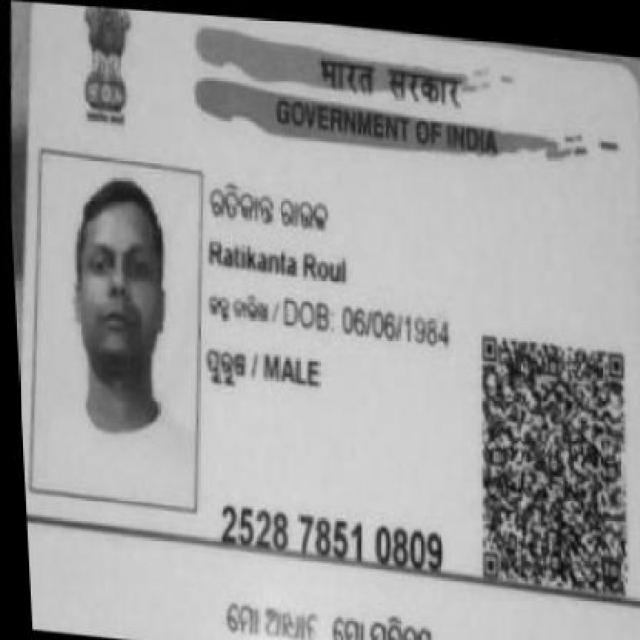 भारत सरकार
GOVERNMENT OF INDIA
ରତିକାନ୍ତ ରାଉଳ
Ratikanta Roul
ଜନ୍ମ ତାରିଖ / DOB: 06/06/1984
ପୁରୁଷ / MALE
2528 7851 0809
ମୋ ଆଧାର, ମୋ ପରିଚୟ